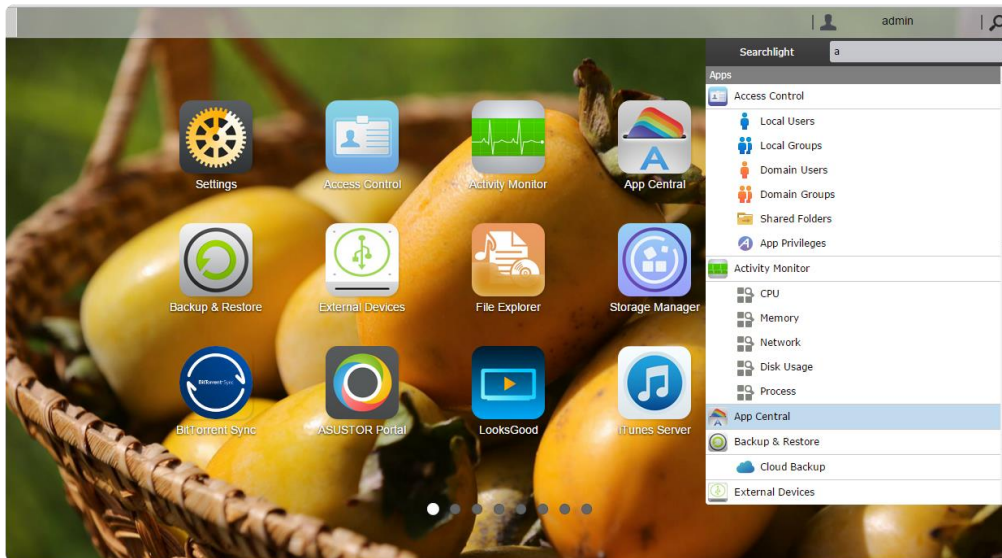 admin
Searchlight a
Apps
Access Control
Local Users
Local Groups
Domain Users
Domain Groups
Shared Folders
App Privileges
Activity Monitor
CPU
Memory
Network
Disk Usage
Process
App Central
Backup & Restore
Cloud Backup
External Devices
Settings Access Control Activity Monitor App Central
Backup & Restore External Devices File Explorer Storage Manager
BitTorrent Sync
BitTorrent Sync ASUSTOR Portal LooksGood iTunes Server